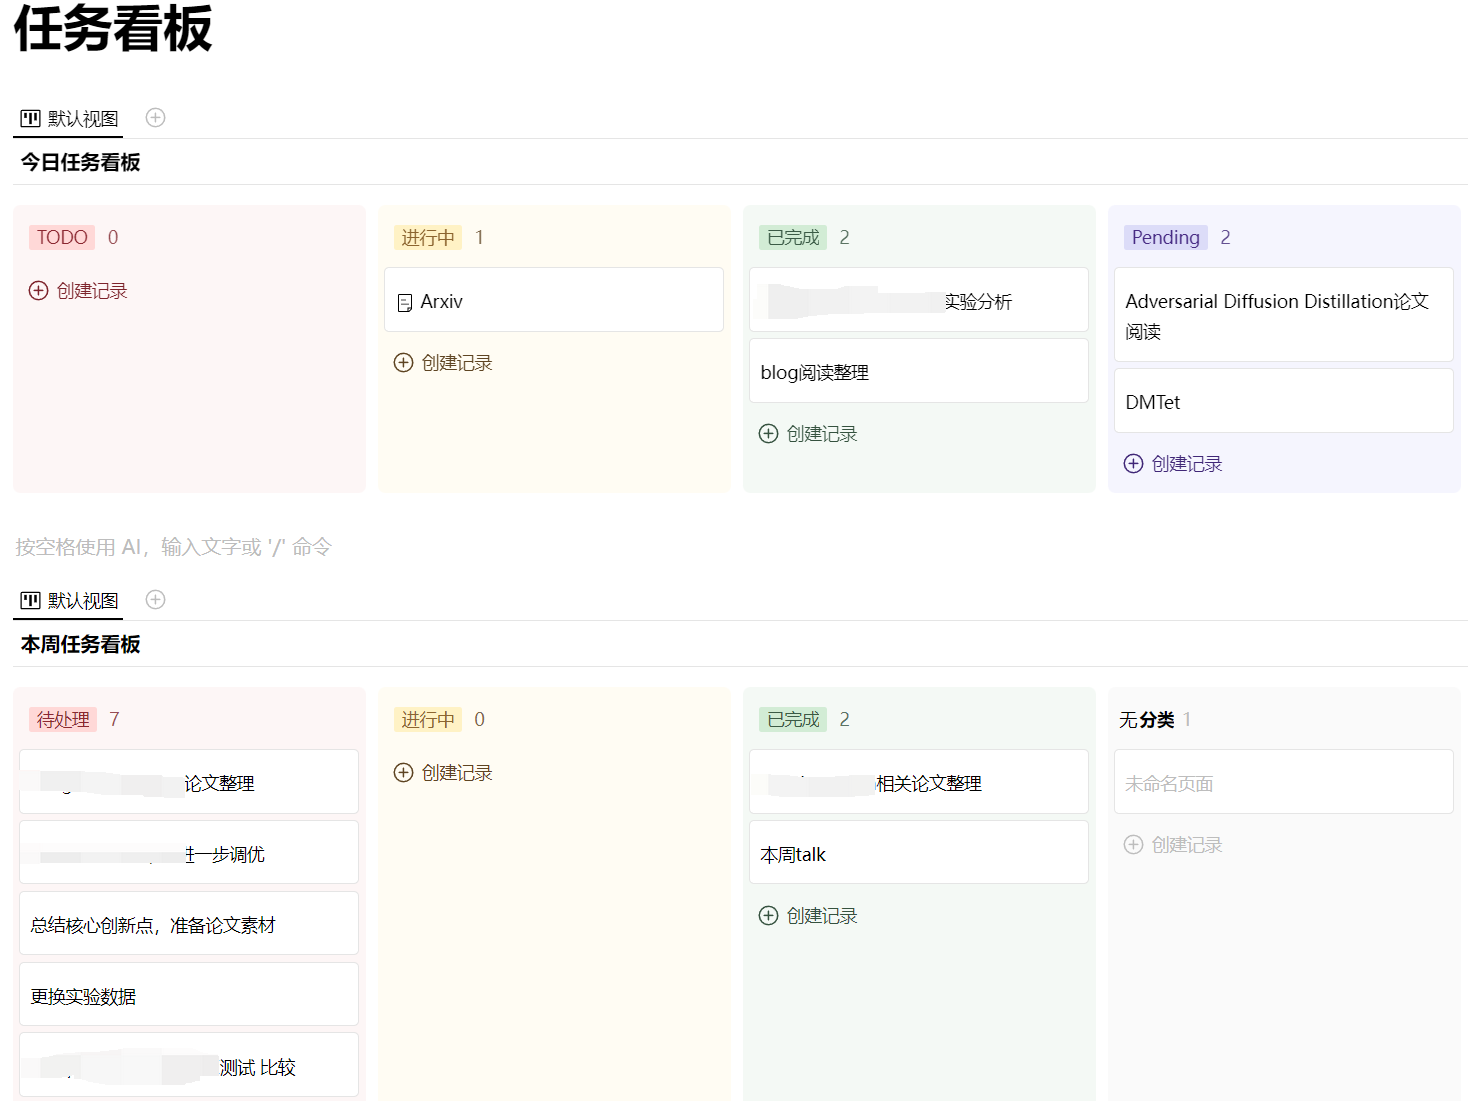 任务看板
默认视图
今日任务看板
TODO 0
创建记录
进行中 1
Arxiv
创建记录
已完成 2
实验分析
blog阅读整理
创建记录
Pending 2
Adversarial Diffusion Distillation论文
阅读
DMTet
创建记录
按空格使用 AI，输入文字或 '/' 命令
默认视图
本周任务看板
待处理 7
论文整理
进一步调优
总结核心创新点，准备论文素材
更换实验数据
测试 比较
进行中 0
创建记录
已完成 2
相关论文整理
本周talk
创建记录
无分类 1
未命名页面
创建记录